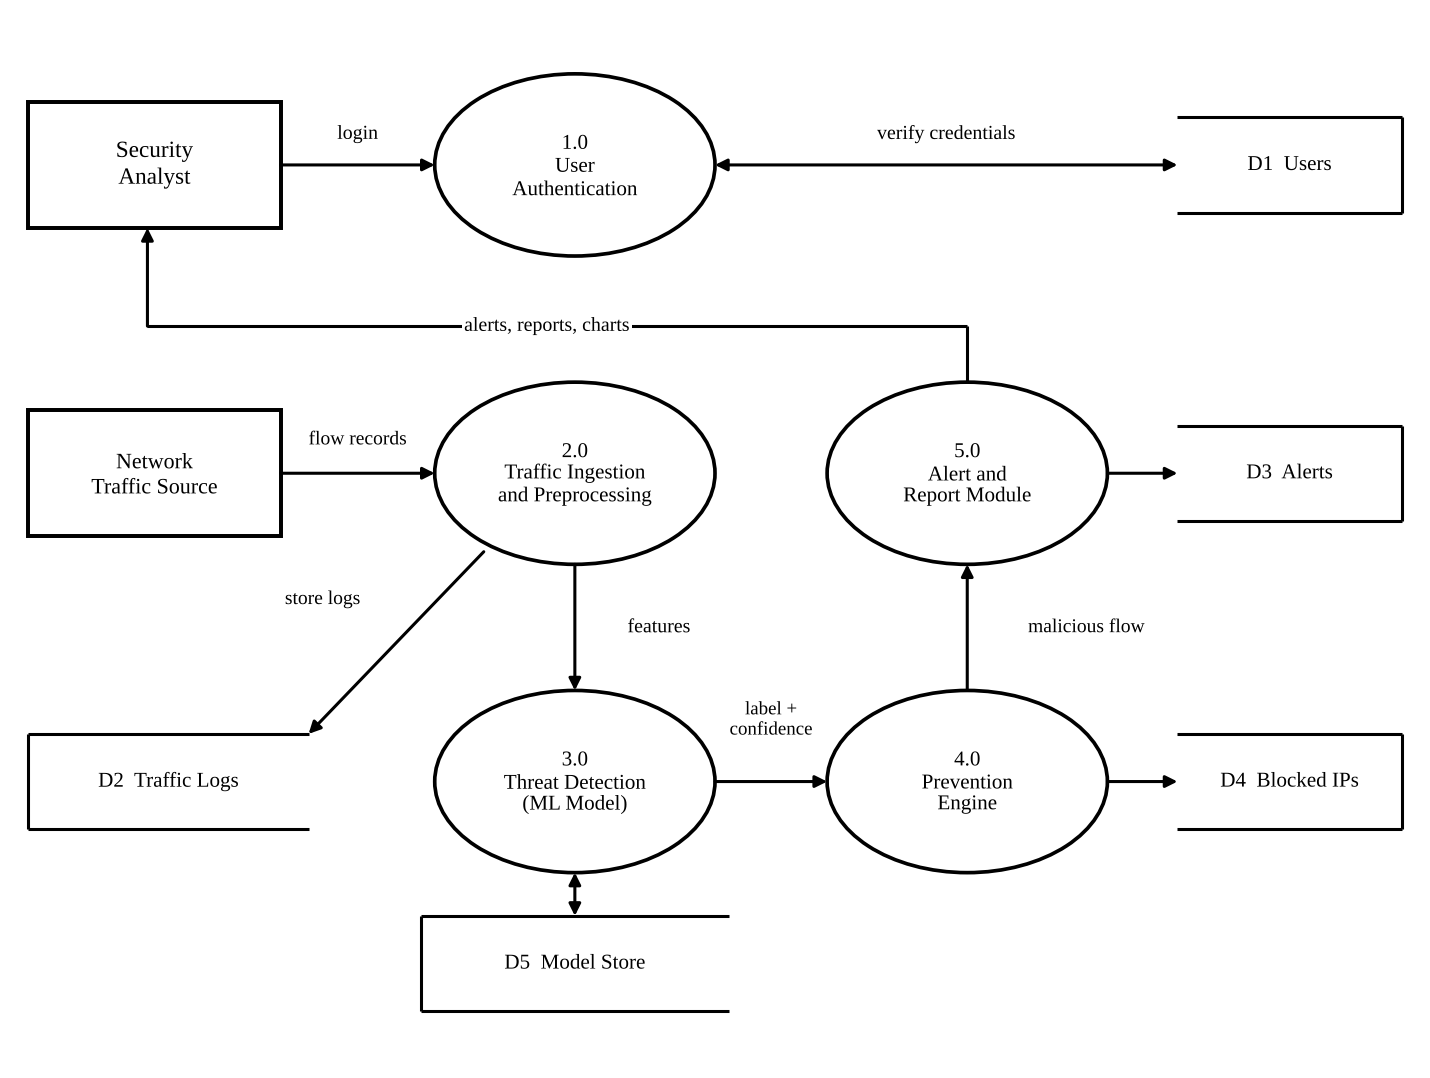 Security
Analyst
login
1.0
User
Authentication
verify credentials
D1  Users
alerts, reports, charts
Network
Traffic Source
flow records
2.0
Traffic Ingestion
and Preprocessing
5.0
Alert and
Report Module
D3  Alerts
store logs
features
malicious flow
D2  Traffic Logs
3.0
Threat Detection
(ML Model)
label +
confidence
4.0
Prevention
Engine
D4  Blocked IPs
D5  Model Store